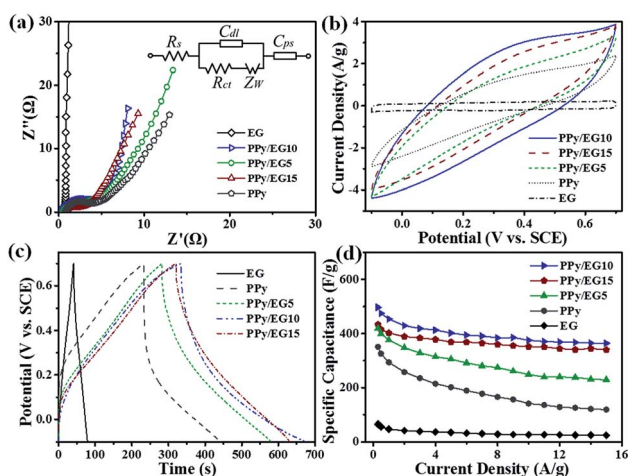 (a)
30
20
10
0
Z''(Ω)
0 10 20 30
Z'(Ω)
Rs
Cdl
Cps
Rct
ZW
EG
PPy/EG10
PPy/EG5
PPy/EG15
PPy
(b)
4
2
0
-2
-4
Current Density(A/g)
0.0 0.2 0.4 0.6
Potential (V vs. SCE)
PPy/EG10
PPy/EG15
PPy/EG5
PPy
EG
(c)
0.6
0.4
0.2
0.0
Potential (V vs. SCE)
0 100 200 300 400 500 600 700
Time (s)
EG
PPy
PPy/EG5
PPy/EG10
PPy/EG15
(d)
800
600
400
200
0
Specific Capacitance(F/g)
0 5 10 15
Current Density (A/g)
PPy/EG10
PPy/EG15
PPy/EG5
PPy
EG